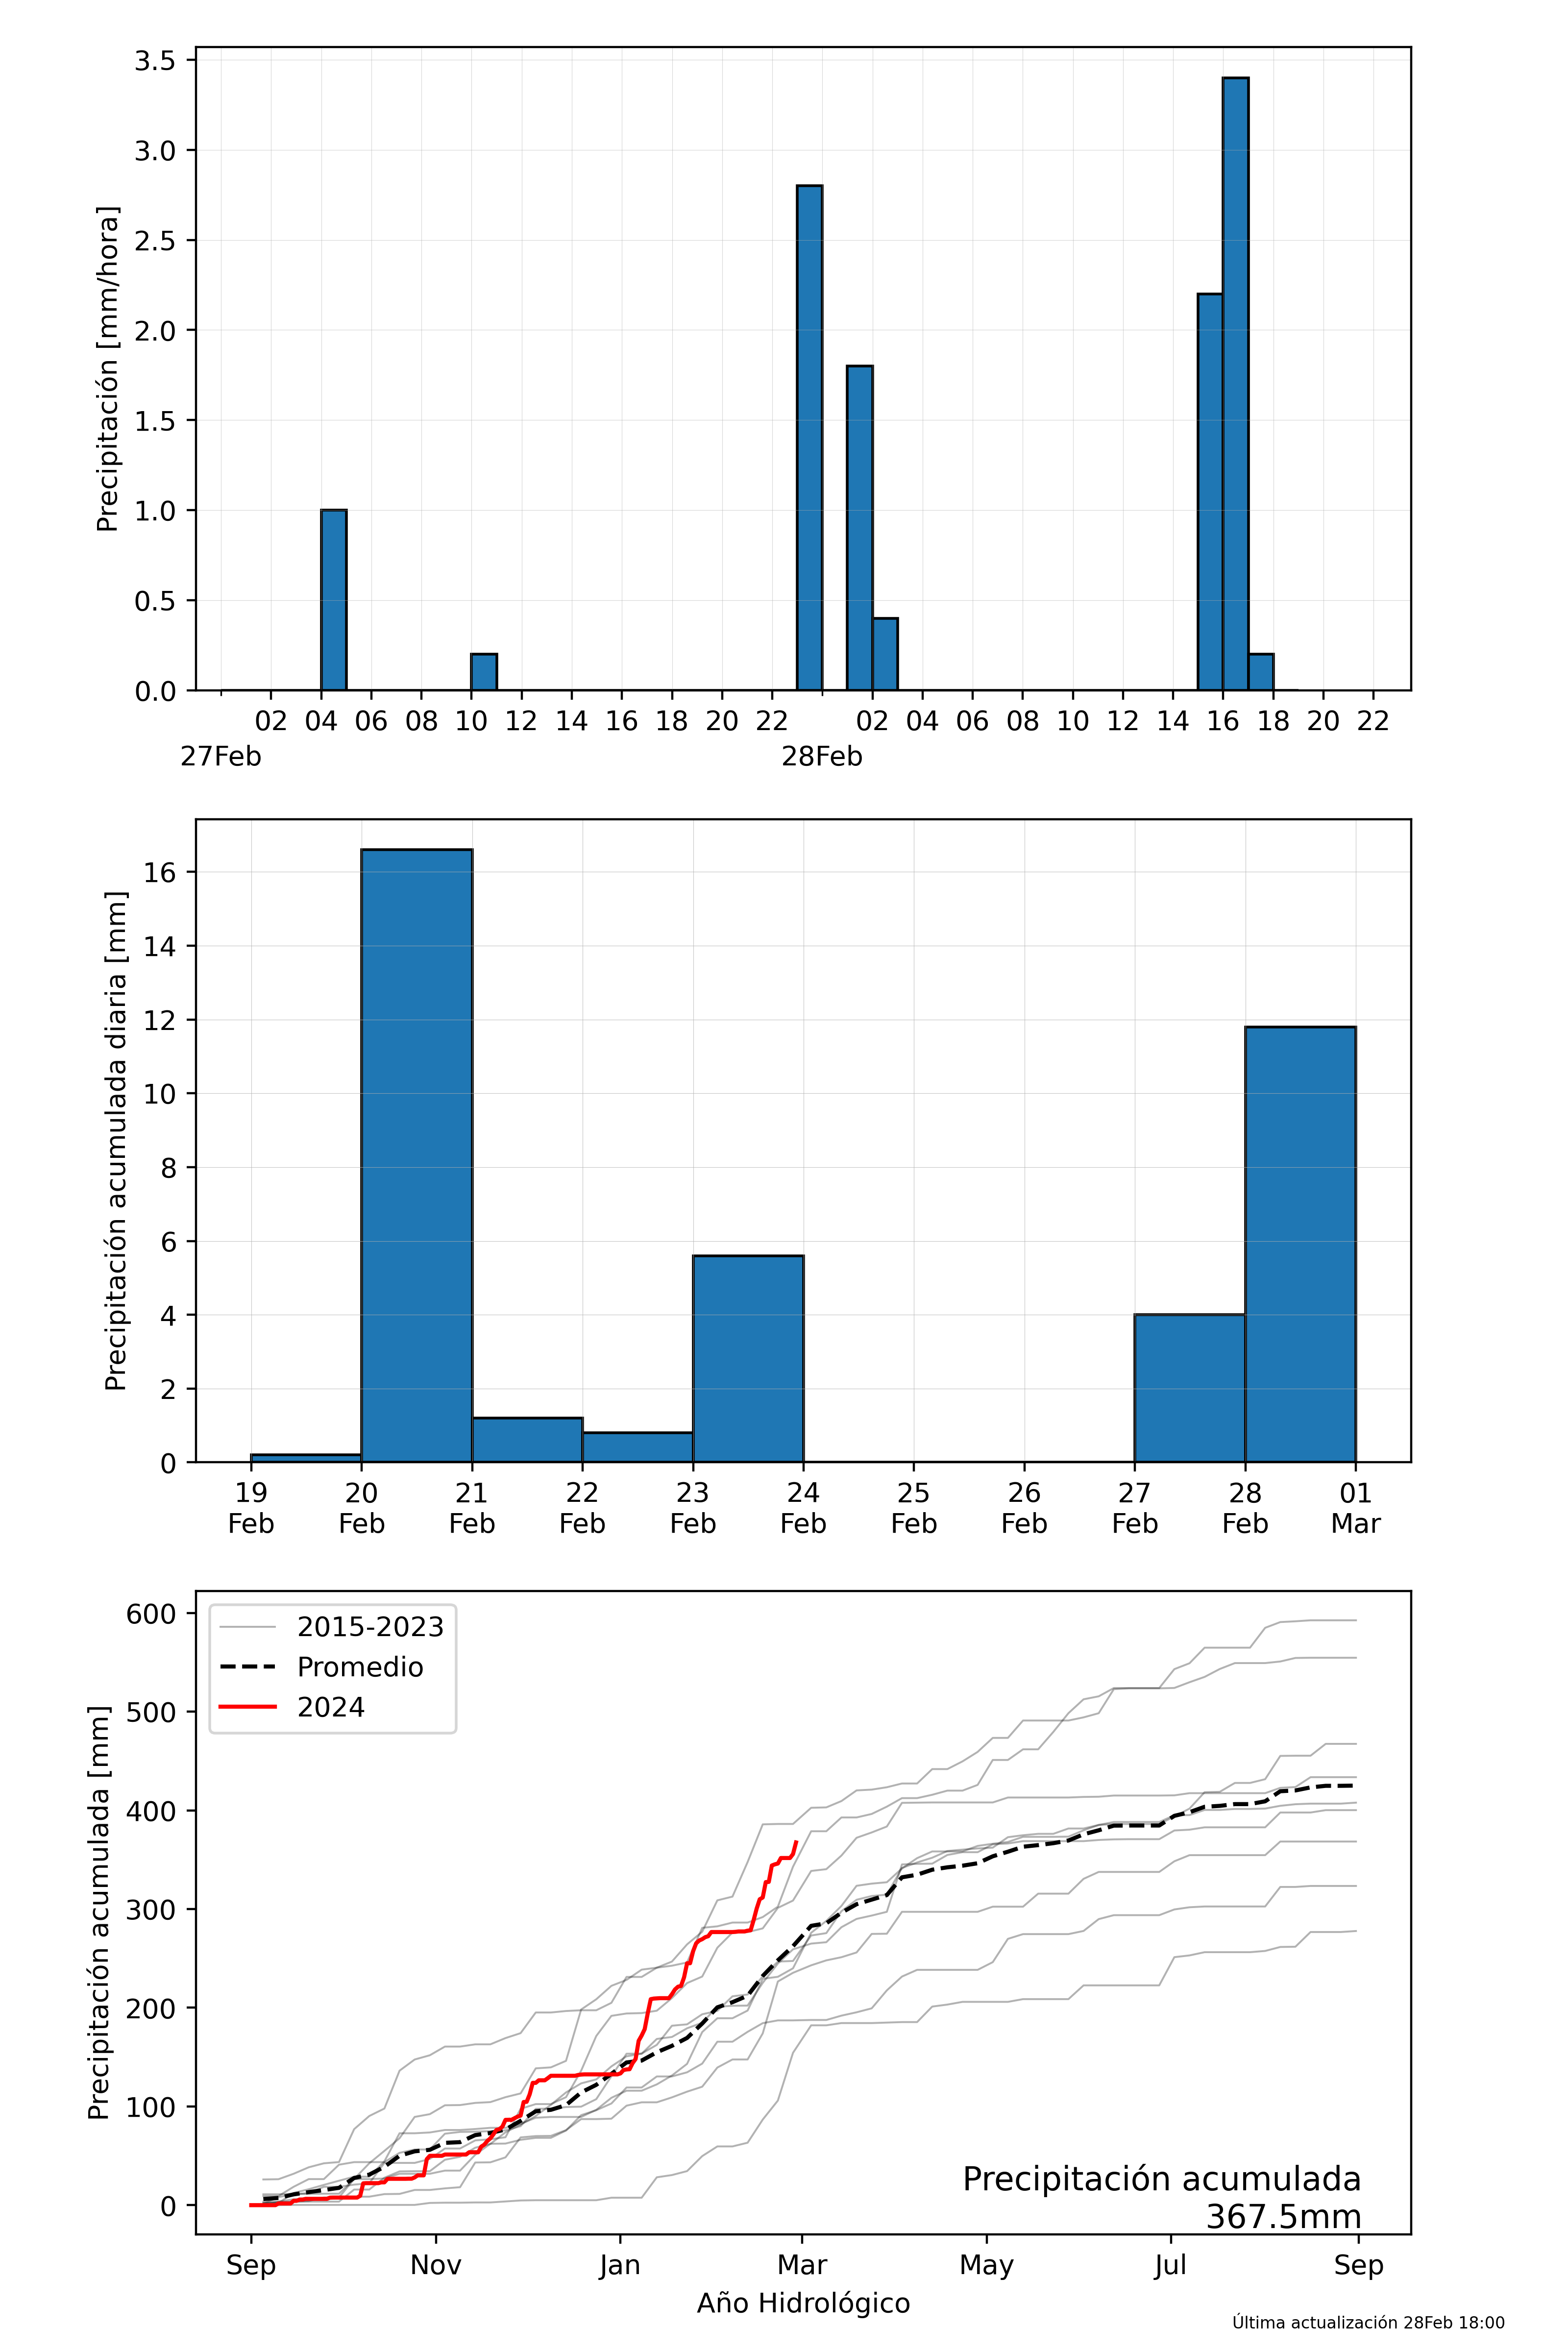 3.5
3.0
2.5
2.0
1.5
1.0
0.5
0.0
Precipitación [mm/hora]
02 04 06 08 10 12 14 16 18 20 22 02 04 06 08 10 12 14 16 18 20 22
27Feb 28Feb
16
14
12
10
8
6
4
2
0
Precipitación acumulada diaria [mm]
19 20 21 22 23 24 25 26 27 28 01
Feb Feb Feb Feb Feb Feb Feb Feb Feb Feb Mar
600
500
400
300
200
100
0
Precipitación acumulada [mm]
2015-2023
Promedio
2024
Precipitación acumulada
367.5mm
Sep Nov Jan Mar May Jul Sep
Año Hidrológico
Última actualización 28Feb 18:00